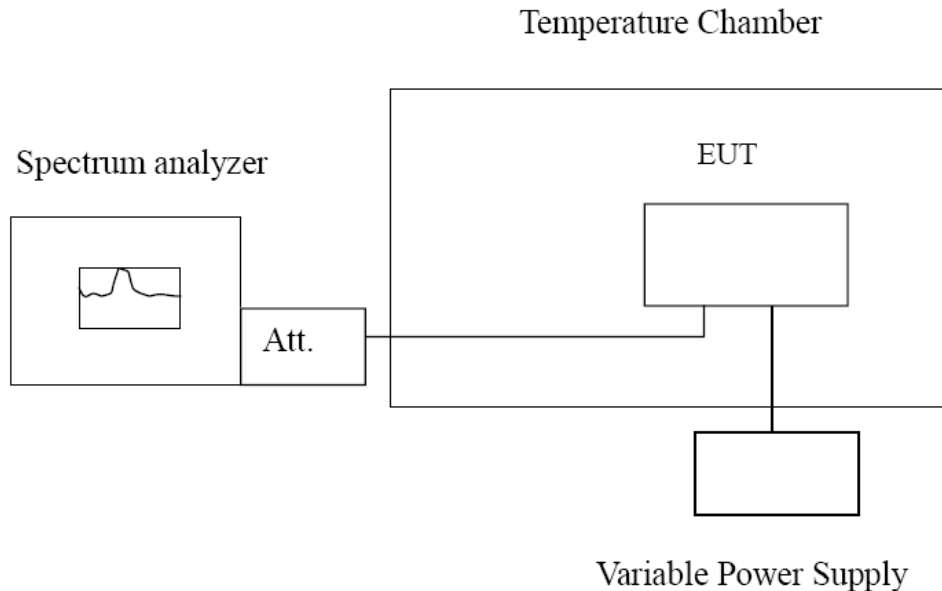 Temperature Chamber
Spectrum analyzer
EUT
Att.
Variable Power Supply